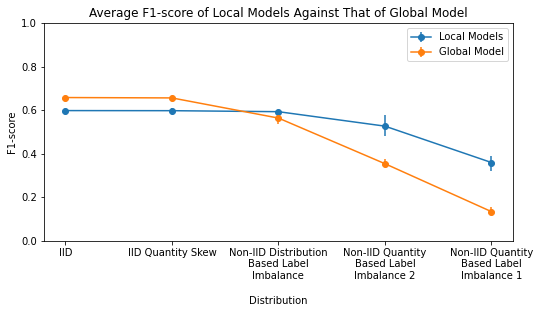 Average F1-score of Local Models Against That of Global Model
Local Models
Global Model
F1-score
1.0
0.8
0.6
0.4
0.2
0.0
IID
IID Quantity Skew
Non-IID Distribution
Based Label
Imbalance
Non-IID Quantity
Based Label
Imbalance 2
Non-IID Quantity
Based Label
Imbalance 1
Distribution